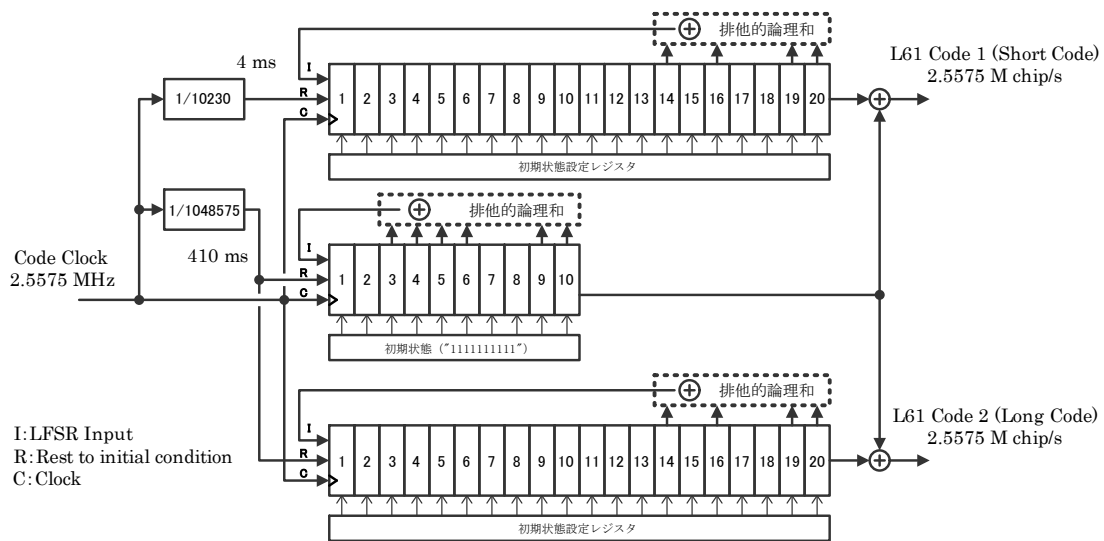 排他的論理和
4 ms
1/10230
I
R
C
1 2 3 4 5 6 7 8 9 10 11 12 13 14 16 17 18 19 20
初期状態設定レジスタ
L61 Code 1 (Short Code)
2.5575 M chip/s
排他的論理和
1/1048575
410 ms
Code Clock
2.5575 MHz
I
R
C
1 2 3 4 5 6 7 8 9 10
初期状態 ("1111111111")
排他的論理和
I
R
C
1 2 3 4 5 6 7 8 9 10 11 12 13 14 16 17 18 19 20
初期状態設定レジスタ
L61 Code 2 (Long Code)
2.5575 M chip/s
I:LFSR Input
R:Rest to initial condition
C:Clock